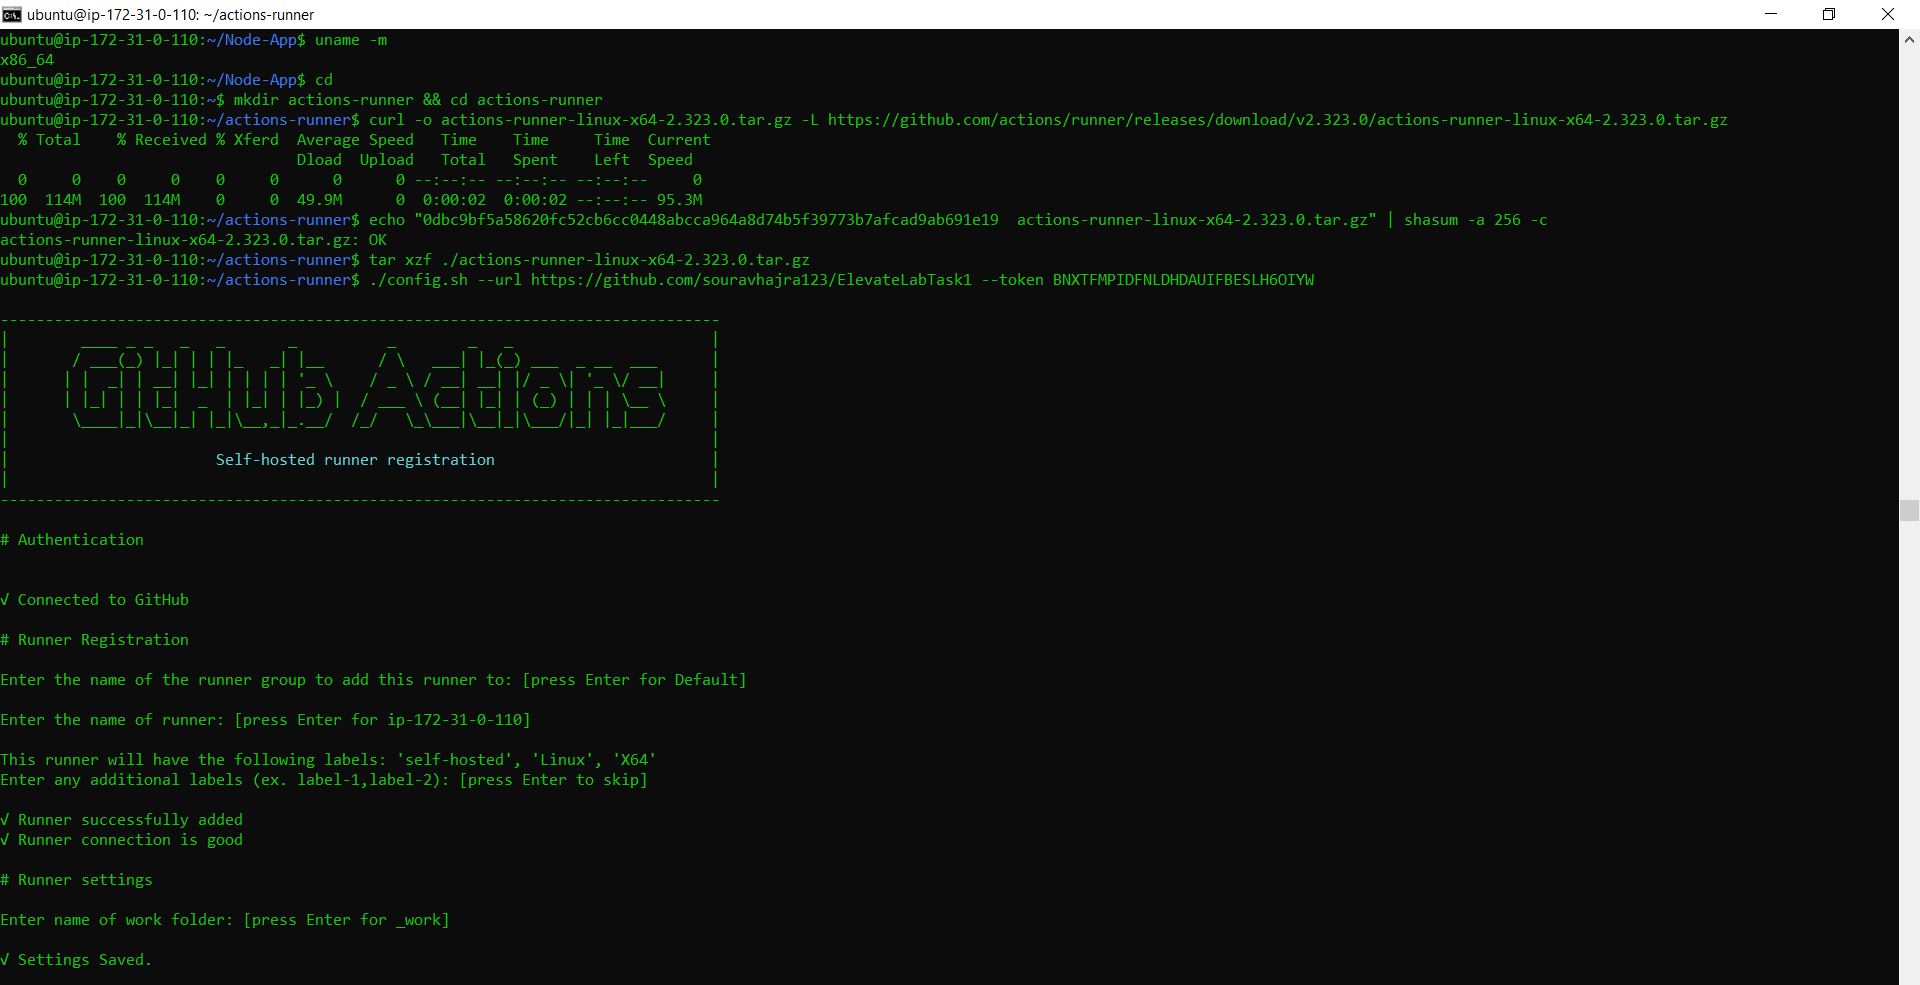 ubuntu@ip-172-31-0-110: ~/actions-runner
ubuntu@ip-172-31-0-110:~/Node-App$ uname -m
x86_64
ubuntu@ip-172-31-0-110:~/Node-App$ cd
ubuntu@ip-172-31-0-110:~$ mkdir actions-runner && cd actions-runner
ubuntu@ip-172-31-0-110:~/actions-runner$ curl -o actions-runner-linux-x64-2.323.0.tar.gz -L https://github.com/actions/runner/releases/download/v2.323.0/actions-runner-linux-x64-2.323.0.tar.gz
  % Total    % Received % Xferd  Average Speed   Time    Time     Time  Current
                                 Dload  Upload   Total   Spent    Left  Speed
  0     0    0     0    0     0      0      0 --:--:-- --:--:-- --:--:--     0
100  114M  100  114M    0     0  49.9M      0  0:00:02  0:00:02 --:--:-- 95.3M
ubuntu@ip-172-31-0-110:~/actions-runner$ echo "0dbc9bf5a58620fc52cb6cc0448abcca964a8d74b5f39773b7afcad9ab691e19  actions-runner-linux-x64-2.323.0.tar.gz" | shasum -a 256 -c
actions-runner-linux-x64-2.323.0.tar.gz: OK
ubuntu@ip-172-31-0-110:~/actions-runner$ tar xzf ./actions-runner-linux-x64-2.323.0.tar.gz
ubuntu@ip-172-31-0-110:~/actions-runner$ ./config.sh --url https://github.com/souravhajra123/ElevateLabTask1 --token BNXTFMPIDFNLDHDAUIFBESLH6OIYW
GitHub Actions
Self-hosted runner registration
# Authentication
√ Connected to GitHub
# Runner Registration
Enter the name of the runner group to add this runner to: [press Enter for Default]
Enter the name of runner: [press Enter for ip-172-31-0-110]
This runner will have the following labels: 'self-hosted', 'Linux', 'X64'
Enter any additional labels (ex. label-1,label-2): [press Enter to skip]
√ Runner successfully added
√ Runner connection is good
# Runner settings
Enter name of work folder: [press Enter for _work]
√ Settings Saved.